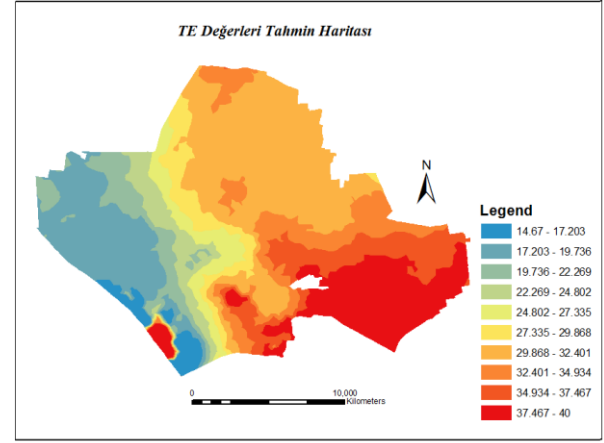 TE Değerleri Tahmin Haritası
N
Legend
14.67 - 17.203
17.203 - 19.736
19.736 - 22.269
22.269 - 24.802
24.802 - 27.335
27.335 - 29.868
29.868 - 32.401
32.401 - 34.934
34.934 - 37.467
37.467 - 40
0 10,000
Kilometers